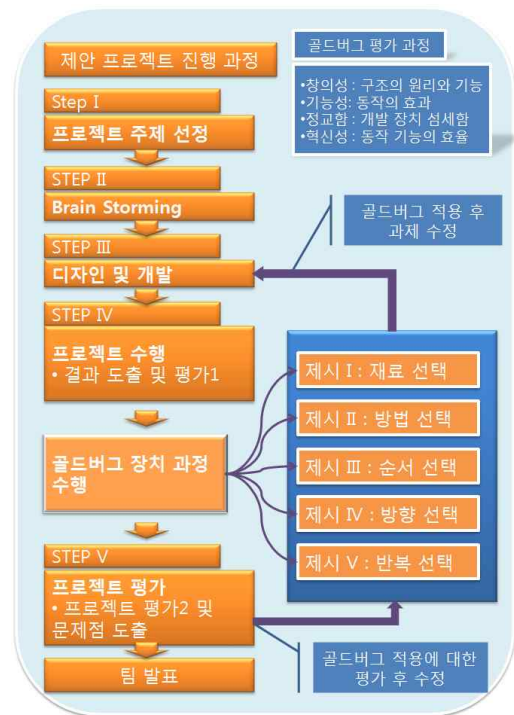 제안 프로젝트 진행 과정
골드버그 평가 과정
•창의성 : 구조의 원리와 기능
•기능성: 동작의 효과
•정교함 : 개발 장치 섬세함
•혁신성 : 동작 기능의 효율
Step I
프로젝트 주제 선정
STEP II
Brain Storming
STEP III
디자인 및 개발
골드버그 적용 후
과제 수정
STEP IV
프로젝트 수행
• 결과 도출 및 평가1
골드버그 장치 과정
수행
제시 I : 재료 선택
제시 II : 방법 선택
제시 III : 순서 선택
제시 IV : 방향 선택
제시 V : 반복 선택
STEP V
프로젝트 평가
• 프로젝트 평가2 및
문제점 도출
팀 발표
골드버그 적용에 대한
평가 후 수정